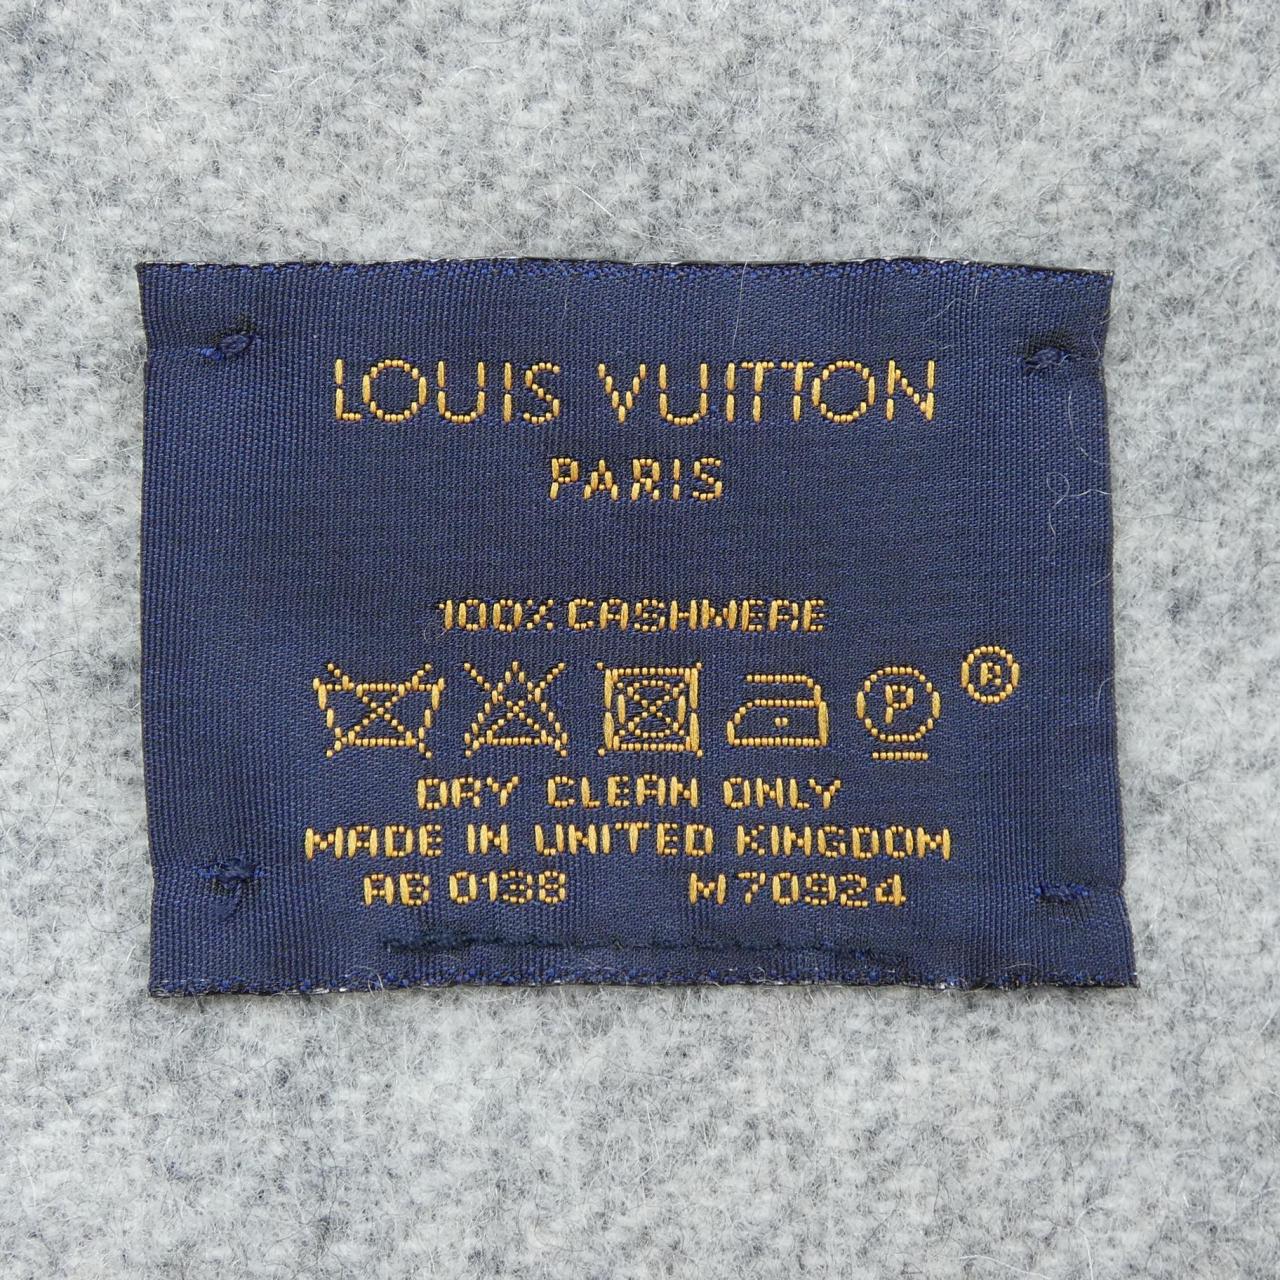 LOUIS VUITTON
PARIS
100% CASHMERE
P ®
DRY CLEAN ONLY
MADE IN UNITED KINGDOM
AB 0138 M70924